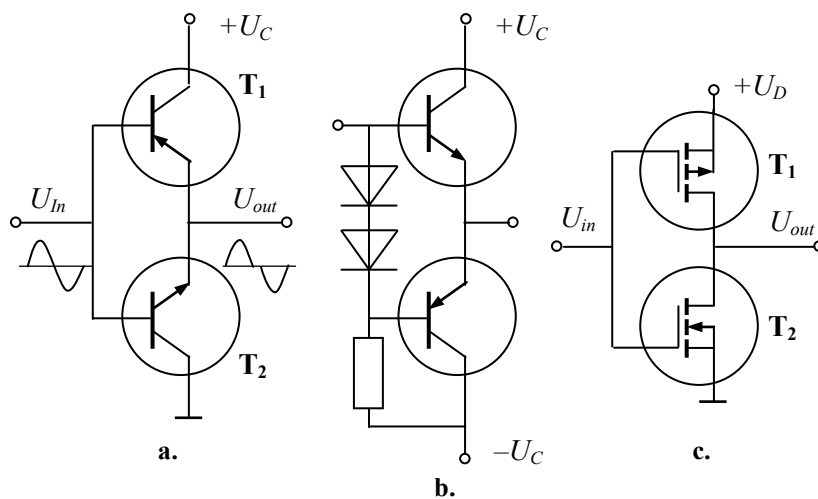 +U_C
T₁
U_In
U_out
T₂
a.
+U_C
–U_C
b.
+U_D
T₁
U_in
U_out
T₂
c.